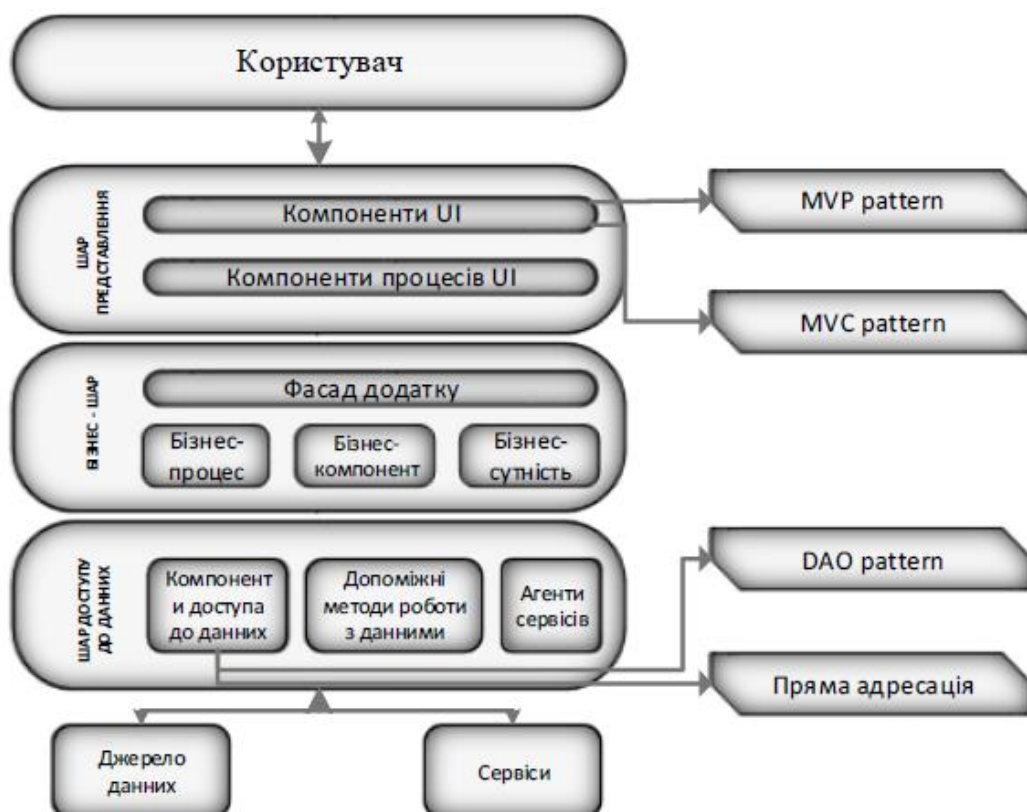 Користувач
ШАР
ПРЕДСТАВЛЕННЯ
Компоненти UI
Компоненти процесів UI
MVP pattern
MVC pattern
БІЗНЕС - ШАР
Фасад додатку
Бізнес-
процес
Бізнес-
компонент
Бізнес-
сутність
ШАР ДОСТУПУ
ДО ДАННИХ
Компонент
и доступа
до данних
Допоміжні
методи роботи
з данними
Агенти
сервісів
DAO pattern
Пряма адресація
Джерело
данних
Сервіси